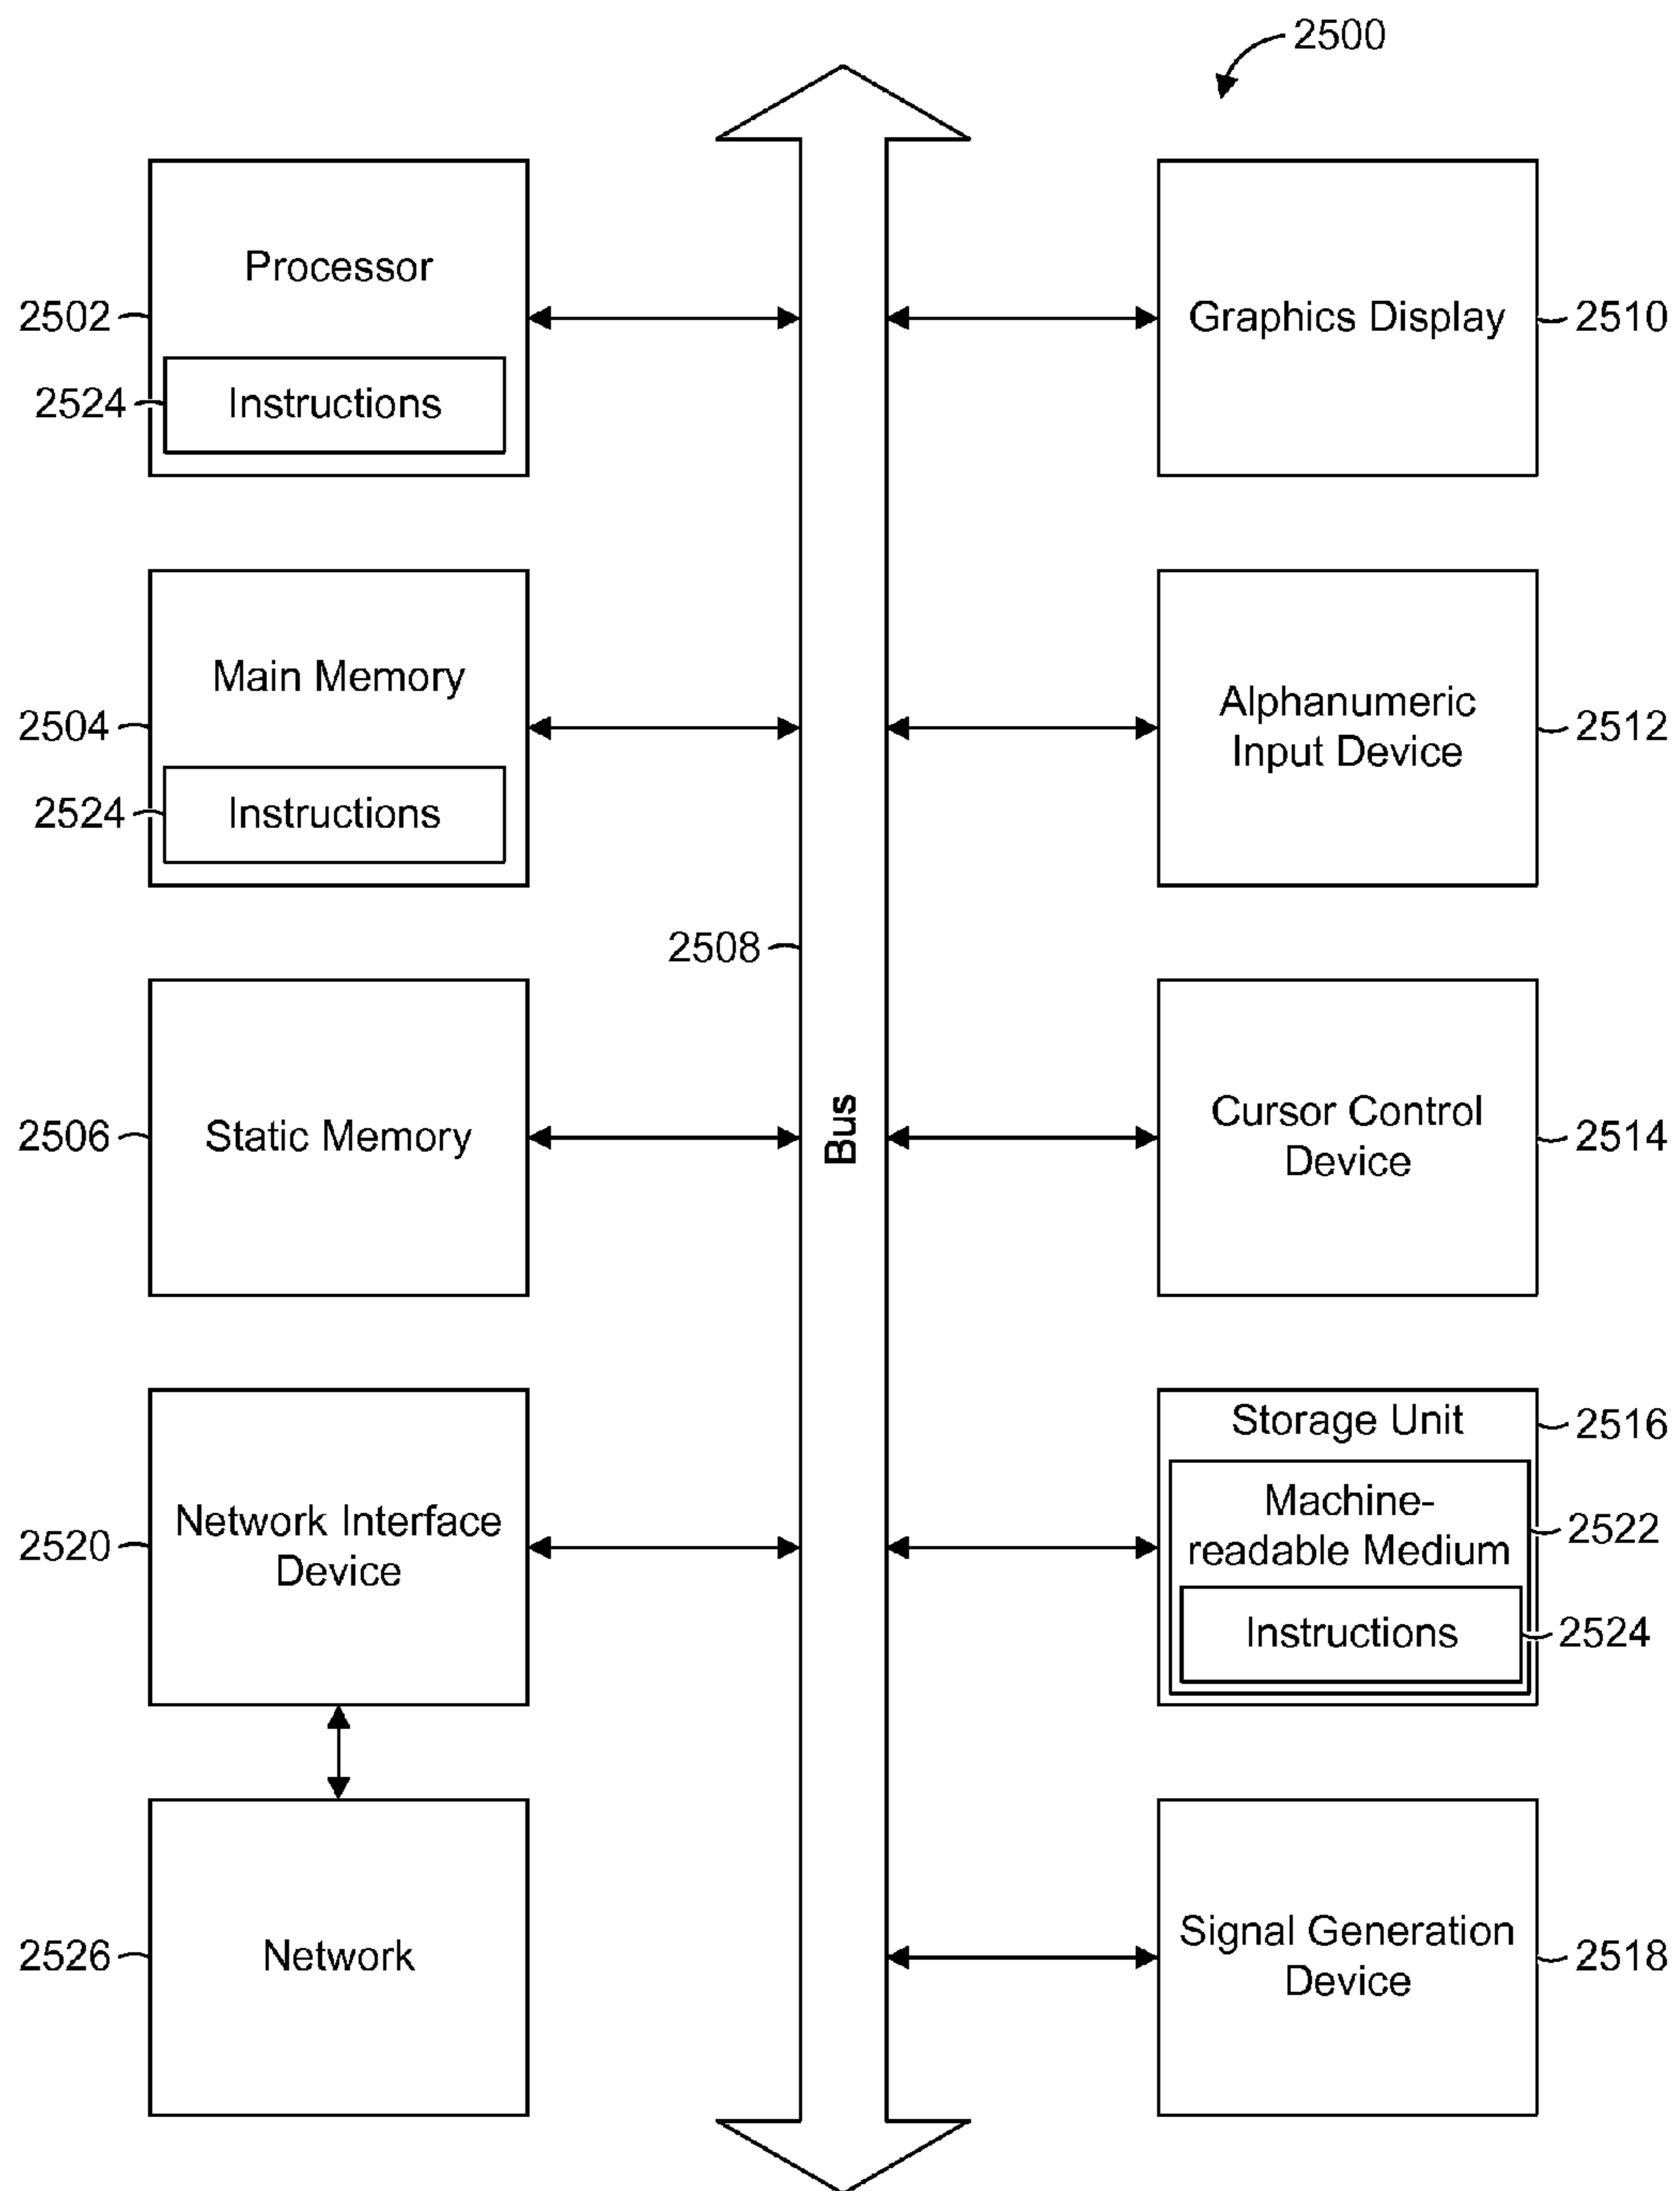 2500
Processor
2502
2524
Instructions
Graphics Display
2510
Main Memory
2504
2524
Instructions
Alphanumeric
Input Device
2512
2508
Bus
Static Memory
2506
Cursor Control
Device
2514
Network Interface
Device
2520
Storage Unit
2516
Machine-
readable Medium
2522
Instructions
2524
Network
2526
Signal Generation
Device
2518